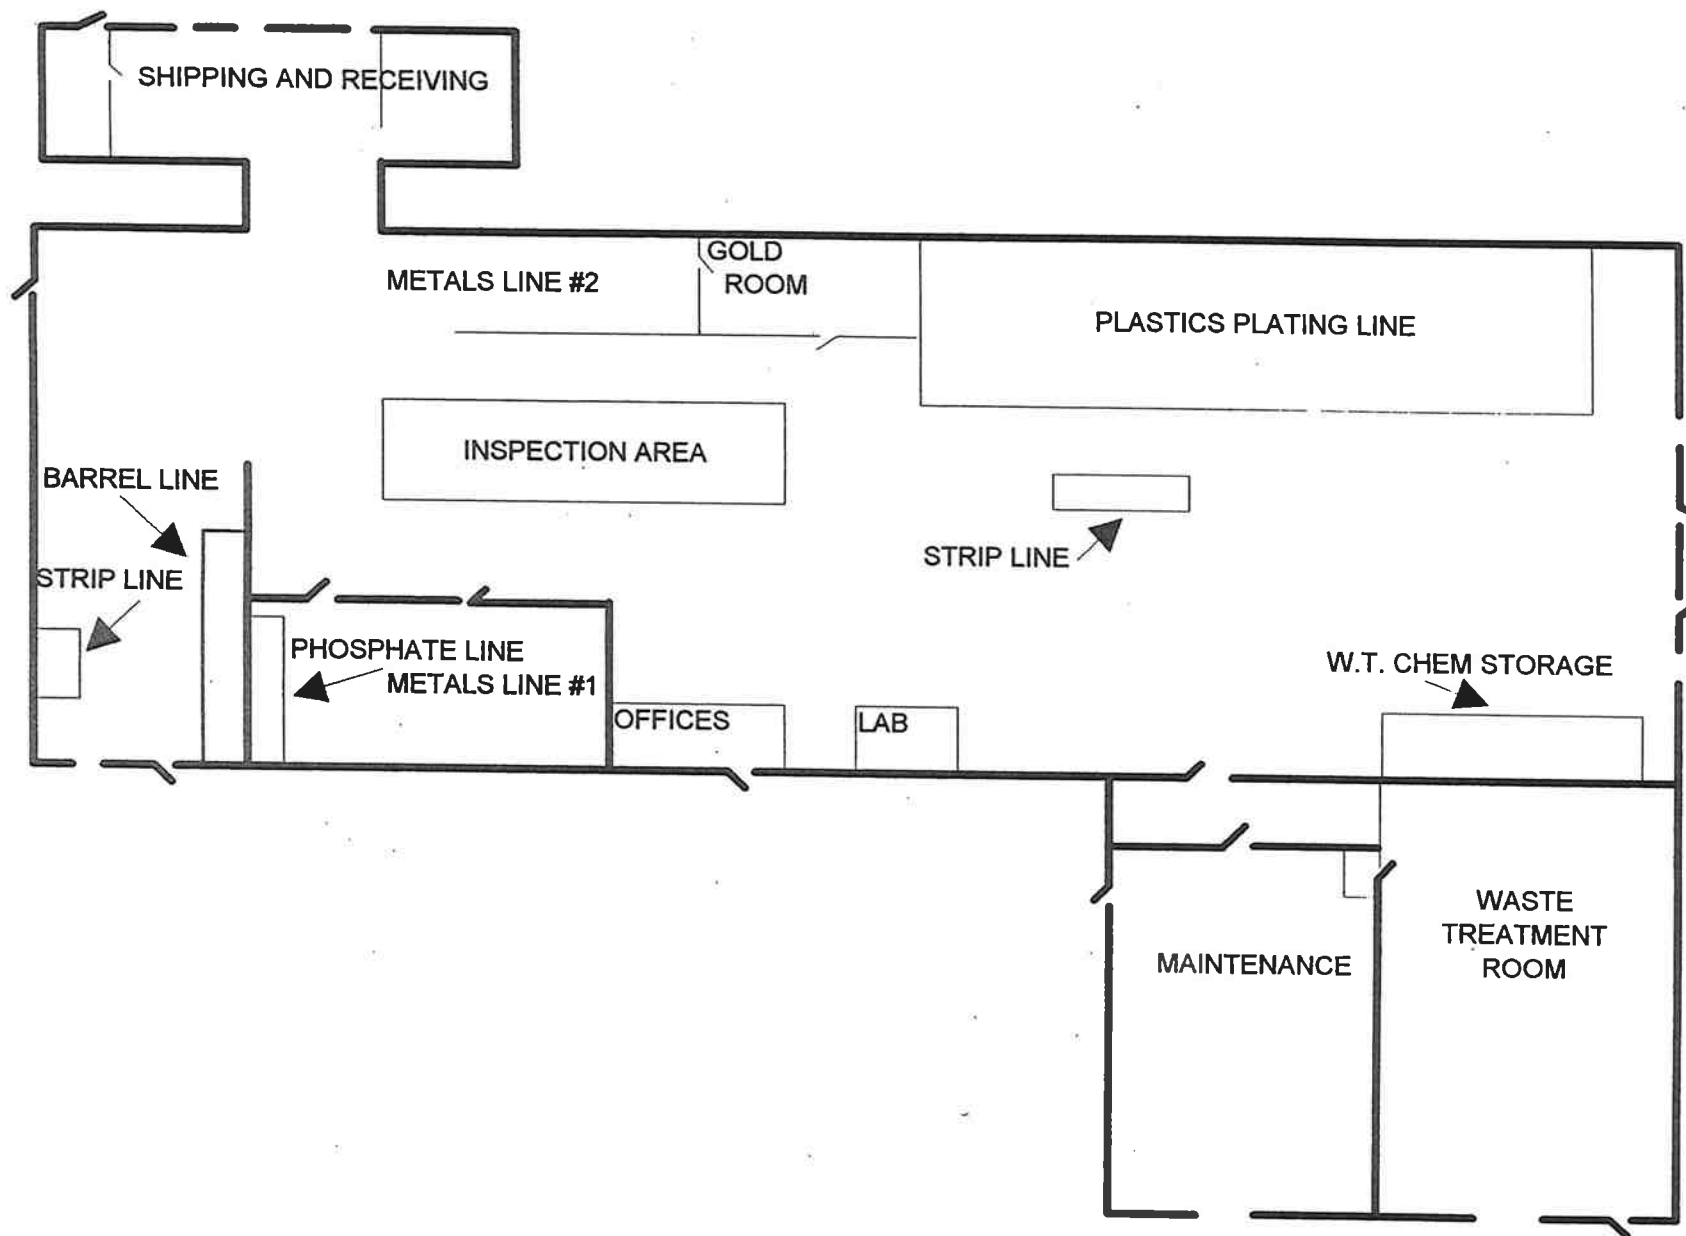 SHIPPING AND RECEIVING
GOLD
ROOM
METALS LINE #2
PLASTICS PLATING LINE
INSPECTION AREA
BARREL LINE
STRIP LINE
STRIP LINE
PHOSPHATE LINE
METALS LINE #1
W.T. CHEM STORAGE
OFFICES
LAB
WASTE
TREATMENT
ROOM
MAINTENANCE